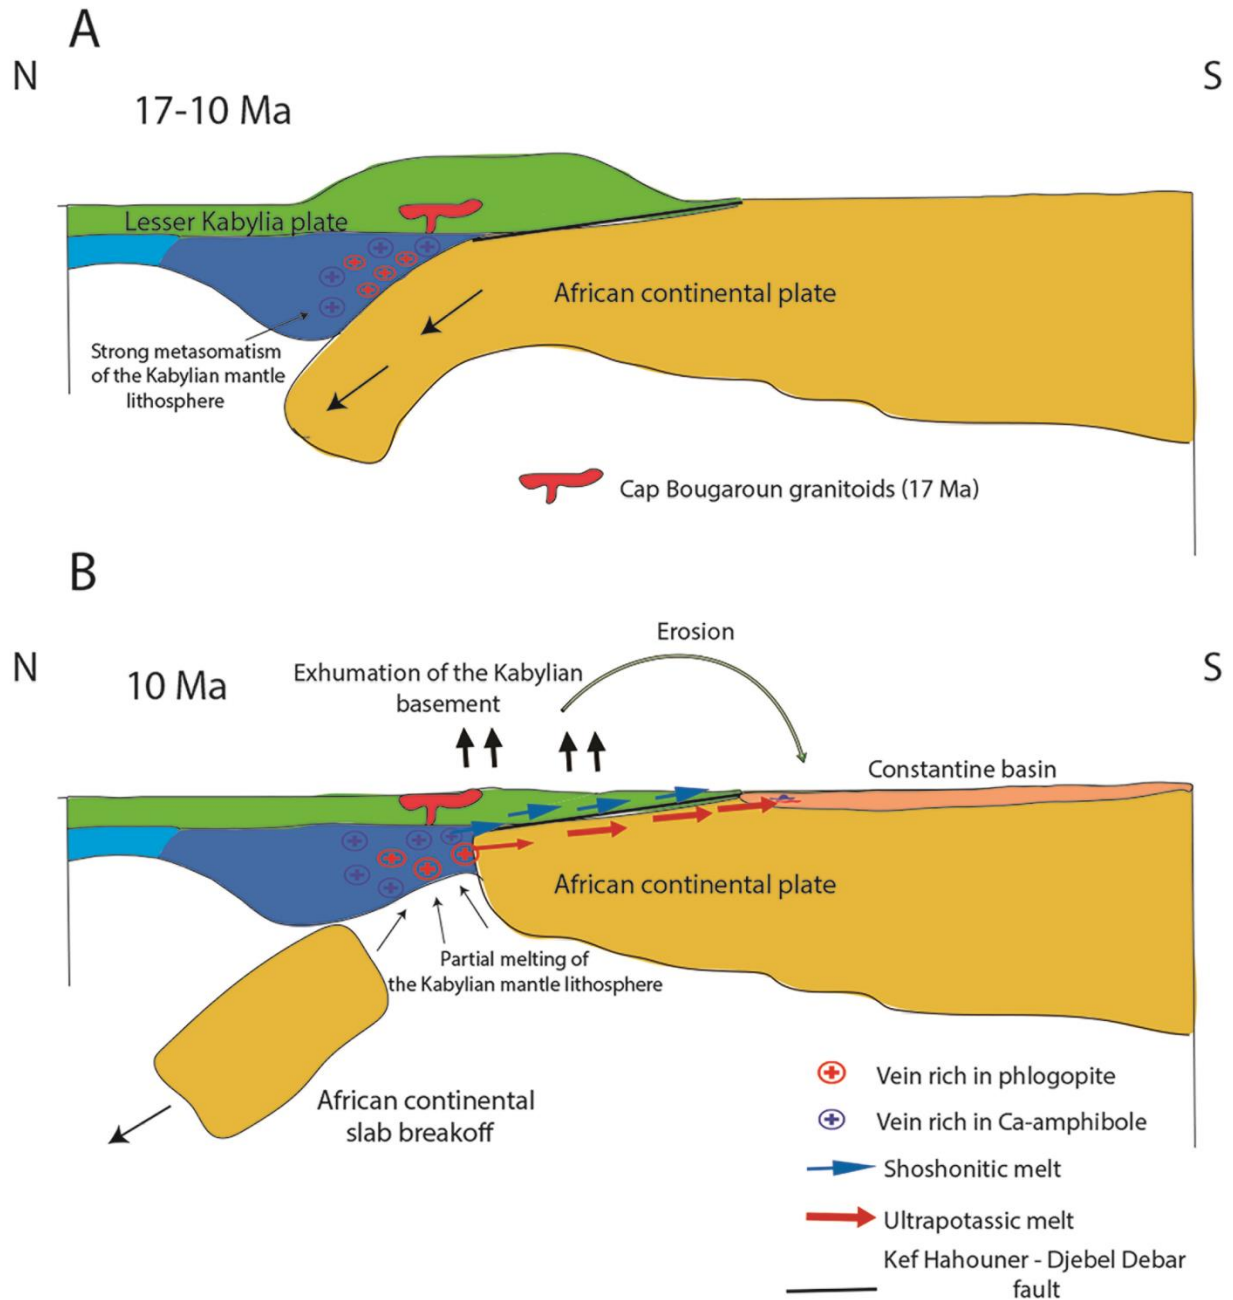 A
N
S
17-10 Ma
Lesser Kabylia plate
African continental plate
Strong metasomatism
of the Kabylian mantle
lithosphere
Cap Bougaroun granitoids (17 Ma)
B
Erosion
N
S
Exhumation of the Kabylian
basement
10 Ma
Constantine basin
African continental plate
Partial melting of
the Kabylian mantle lithosphere
African continental
slab breakoff
Vein rich in phlogopite
Vein rich in Ca-amphibole
Shoshonitic melt
Ultrapotassic melt
Kef Hahouner - Djebel Debar
fault